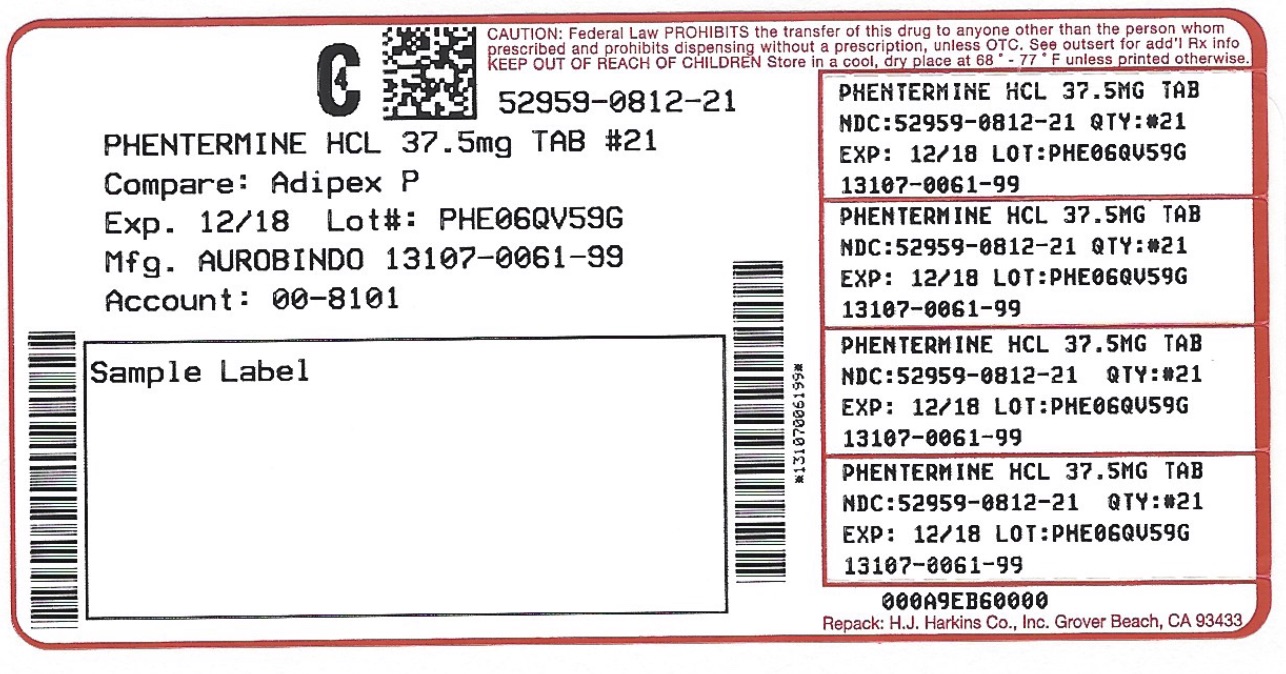 CAUTION: Federal Law PROHIBITS the transfer of this drug to anyone other than the person whom
prescribed and prohibits dispensing without a prescription, unless OTC. See outsert for add'l Rx info
KEEP OUT OF REACH OF CHILDREN Store in a cool, dry place at 68° - 77°F unless printed otherwise.
C
4
52959-0812-21
PHENTERMINE HCL 37.5mg TAB #21
Compare: Adipex P
Exp. 12/18 Lot#: PHE06QV59G
Mfg. AUROBINDO 13107-0061-99
Account: 00-8101
Sample Label
*13107006199*
PHENTERMINE HCL 37.5MG TAB
NDC:52959-0812-21 QTY:#21
EXP: 12/18 LOT:PHE06QV59G
13107-0061-99
PHENTERMINE HCL 37.5MG TAB
NDC:52959-0812-21 QTY:#21
EXP: 12/18 LOT:PHE06QV59G
13107-0061-99
PHENTERMINE HCL 37.5MG TAB
NDC:52959-0812-21 QTY:#21
EXP: 12/18 LOT:PHE06QV59G
13107-0061-99
PHENTERMINE HCL 37.5MG TAB
NDC:52959-0812-21 QTY:#21
EXP: 12/18 LOT:PHE06QV59G
13107-0061-99
000A9EB60000
Repack: H.J. Harkins Co., Inc. Grover Beach, CA 93433